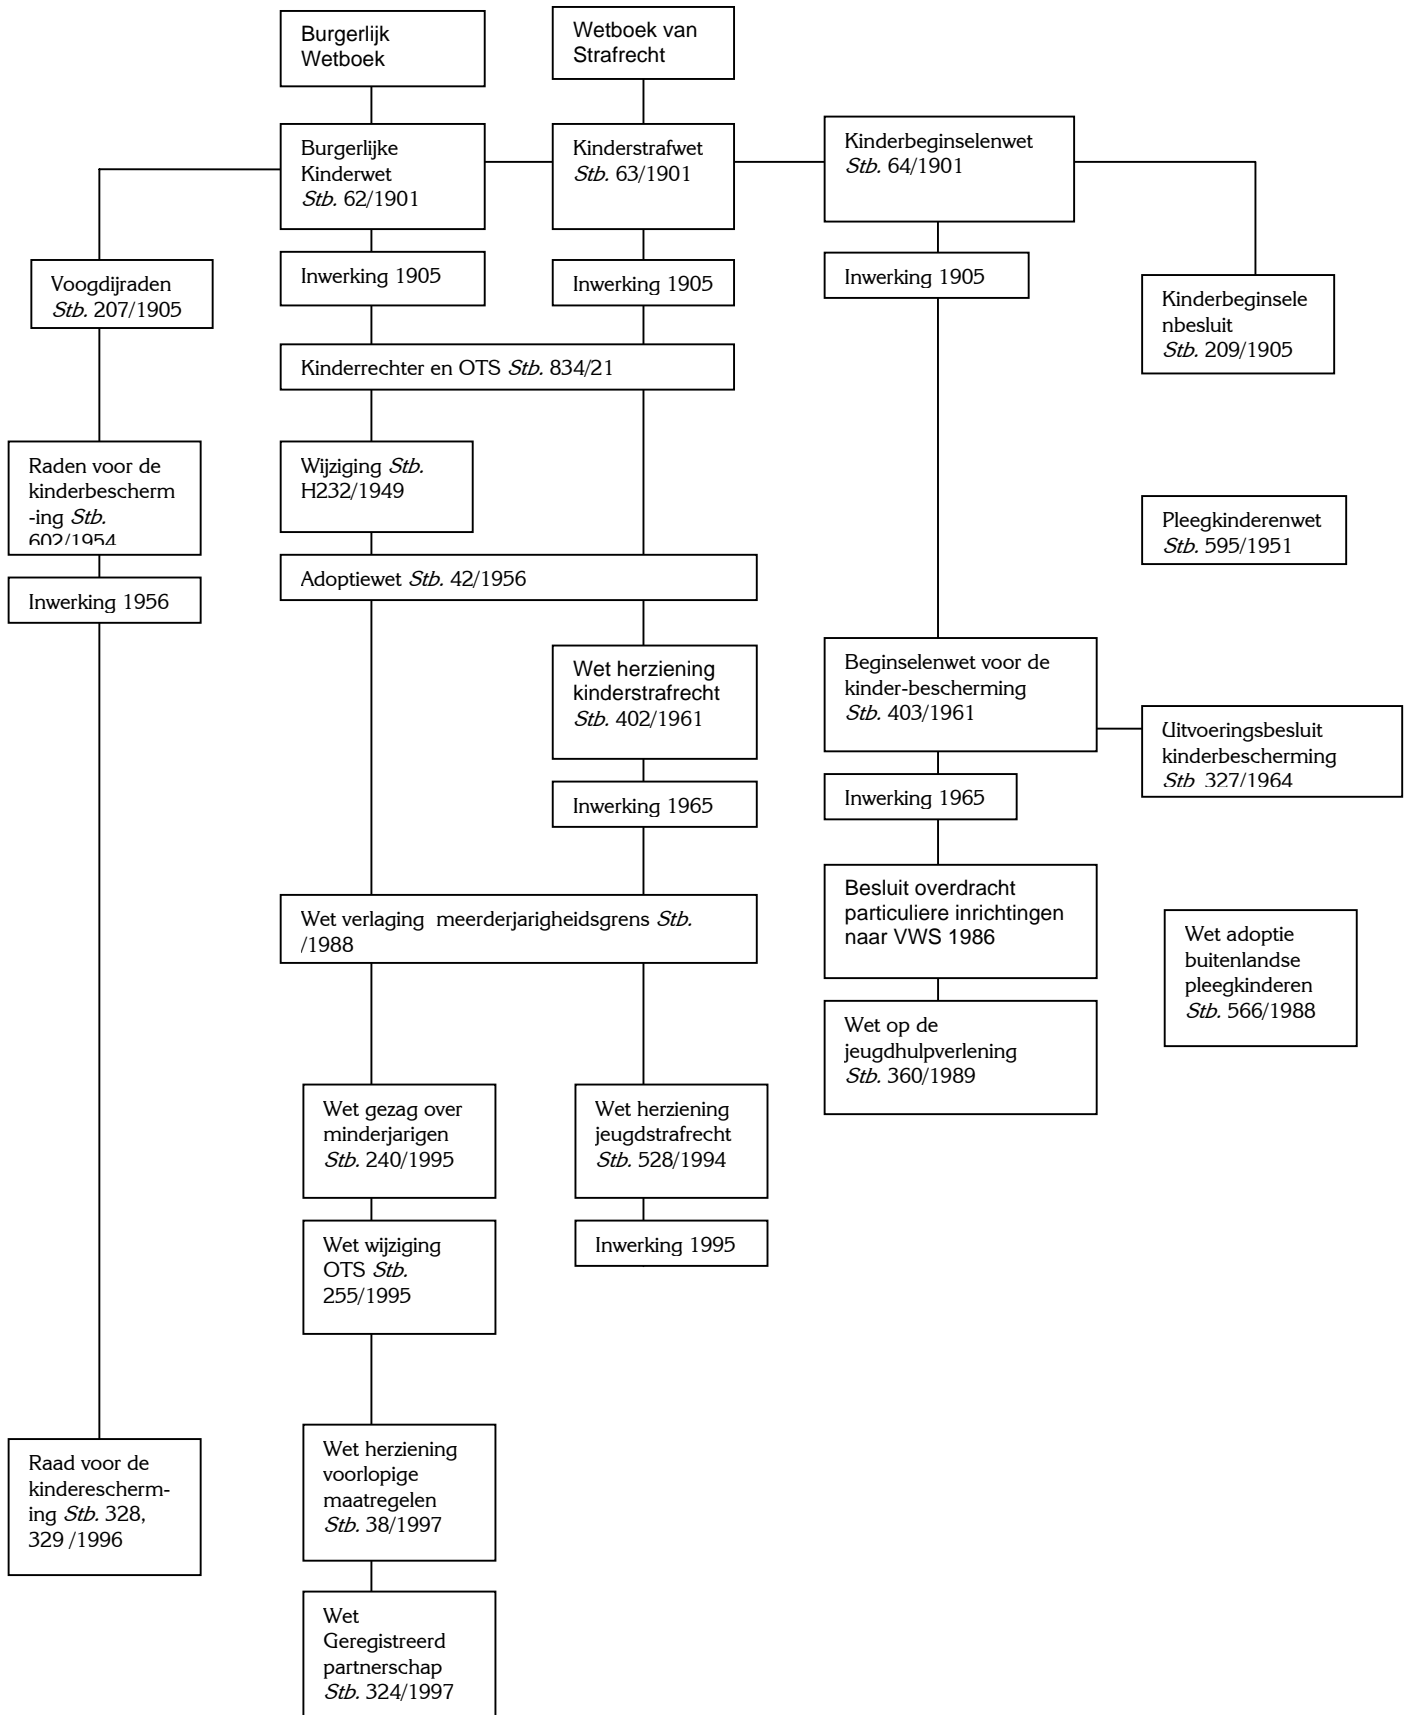 Burgerlijk
Wetboek
Wetboek van
Strafrecht
Burgerlijke
Kinderwet
Stb. 62/1901
Kinderstrafwet
Stb. 63/1901
Kinderbeginselenwet
Stb. 64/1901
Inwerking 1905
Inwerking 1905
Inwerking 1905
Voogdijraden
Stb. 207/1905
Kinderbeginsele
nbesluit
Stb. 209/1905
Kinderrechter en OTS Stb. 834/21
Raden voor de
kinderbescherm
-ing Stb.
602/1954
Wijziging Stb.
H232/1949
Pleegkinderenwet
Stb. 595/1951
Adoptiewet Stb. 42/1956
Inwerking 1956
Wet herziening
kinderstrafrecht
Stb. 402/1961
Beginselenwet voor de
kinder-bescherming
Stb. 403/1961
Uitvoeringsbesluit
kinderbescherming
Stb 327/1964
Inwerking 1965
Inwerking 1965
Besluit overdracht
particuliere inrichtingen
naar VWS 1986
Wet verlaging  meerderjarigheidsgrens Stb.
/1988
Wet adoptie
buitenlandse
pleegkinderen
Stb. 566/1988
Wet op de
jeugdhulpverlening
Stb. 360/1989
Wet gezag over
minderjarigen
Stb. 240/1995
Wet herziening
jeugdstrafrecht
Stb. 528/1994
Wet wijziging
OTS Stb.
255/1995
Inwerking 1995
Raad voor de
kinderescherm-
ing Stb. 328,
329 /1996
Wet herziening
voorlopige
maatregelen
Stb. 38/1997
Wet
Geregistreerd
partnerschap
Stb. 324/1997